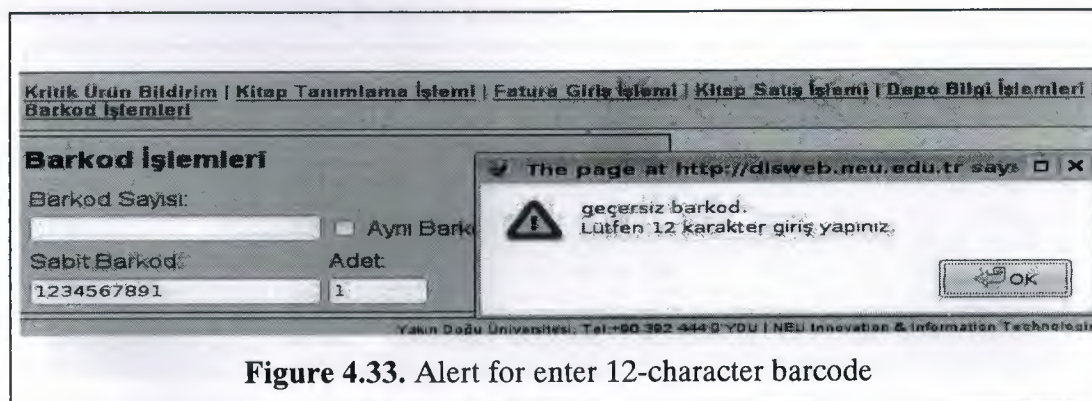 Kritik Ürün Bildirim | Kitap Tanımlama İşlemi | Fatura Giriş İşlemi | Kitap Satış İşlemi | Depo Bilgi İşlemleri
Barkod İşlemleri
Barkod İşlemleri
Barkod Sayısı:
Aynı Bark
Sabit Barkod:
Adet:
1234567891
1
The page at http://disweb.neu.edu.tr says
geçersiz barkod.
Lütfen 12 karakter giriş yapınız.
OK
Yakın Doğu Üniversitesi, Tel:+90 392 444 0 YDU | NEU Innovation & Information Technologi
Figure 4.33. Alert for enter 12-character barcode